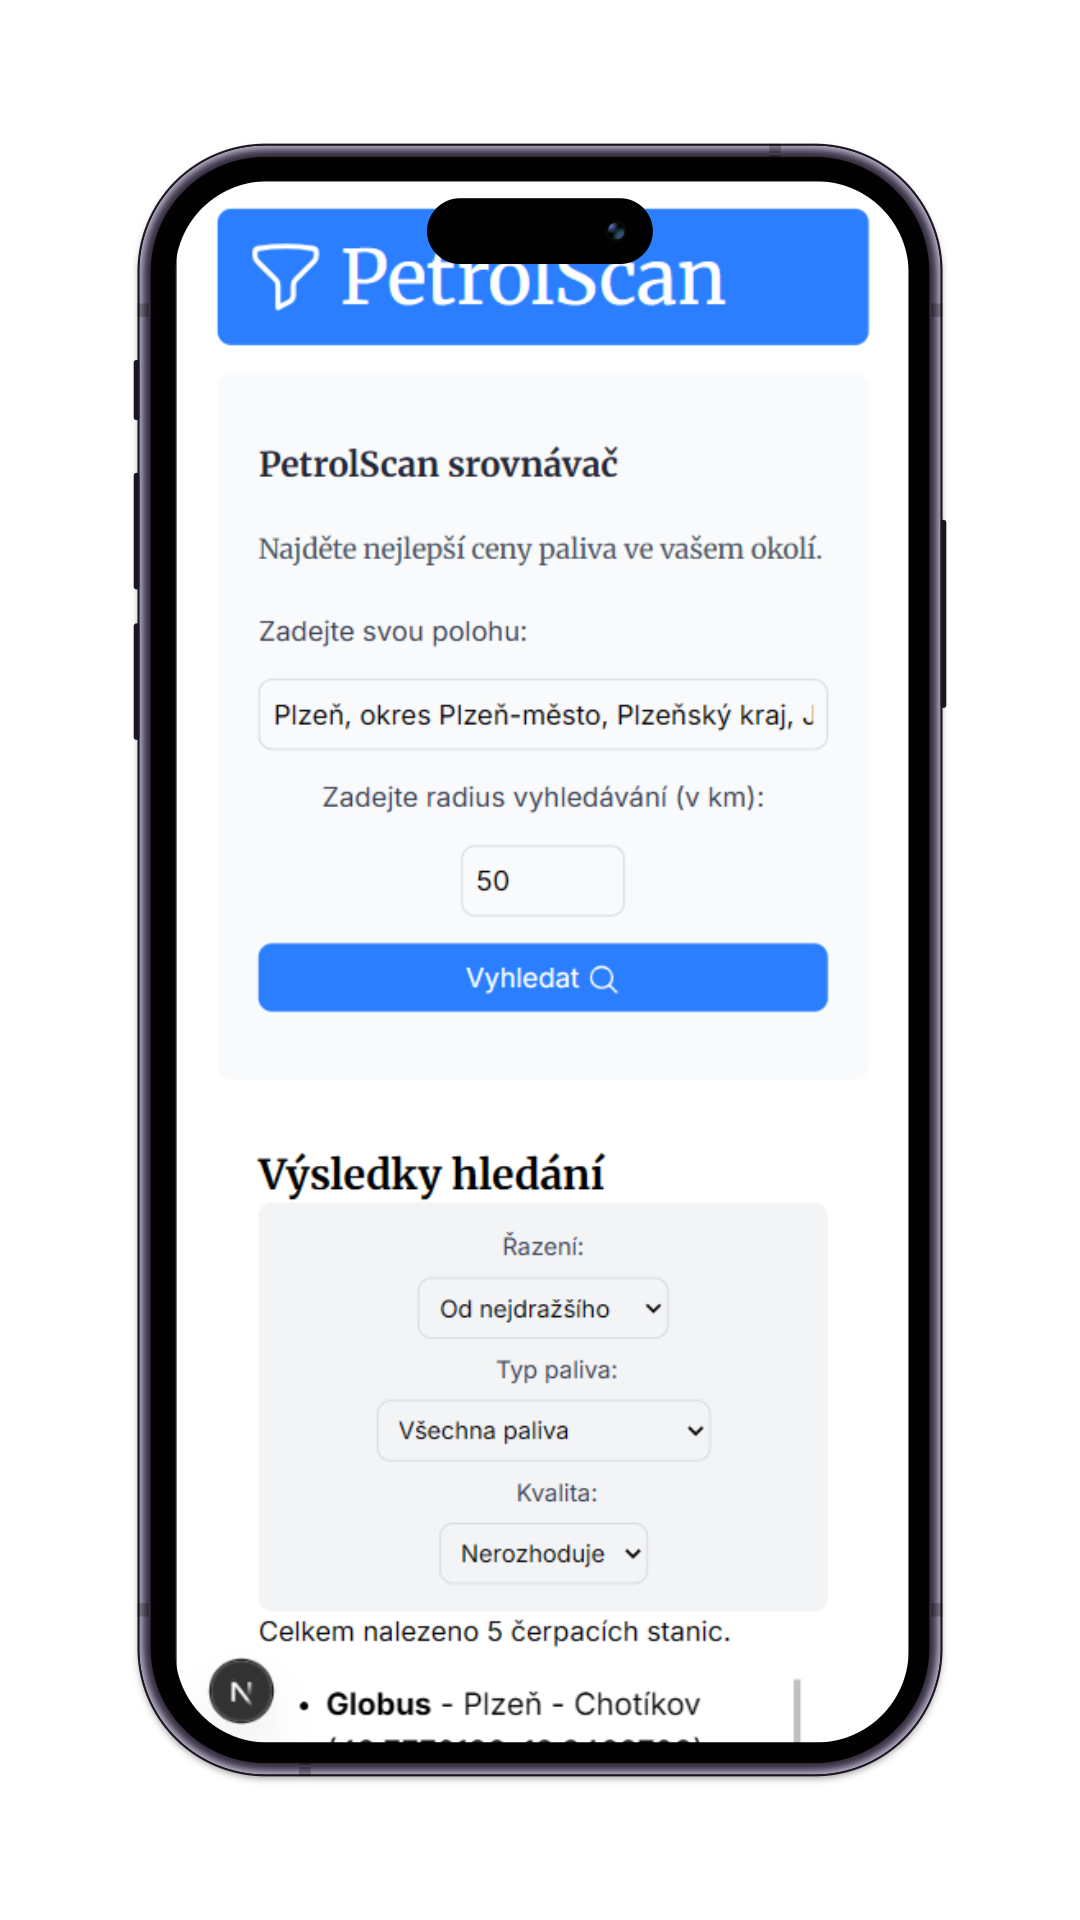 PetrolScan
PetrolScan srovnávač
Najděte nejlepší ceny paliva ve vašem okolí.
Zadejte svou polohu:
Plzeň, okres Plzeň-město, Plzeňský kraj, J
Zadejte radius vyhledávání (v km):
50
Vyhledat
Výsledky hledání
Řazení:
Od nejdražšího
Typ paliva:
Všechna paliva
Kvalita:
Nerozhoduje
Celkem nalezeno 5 čerpacích stanic.
N
• Globus - Plzeň - Chotíkov